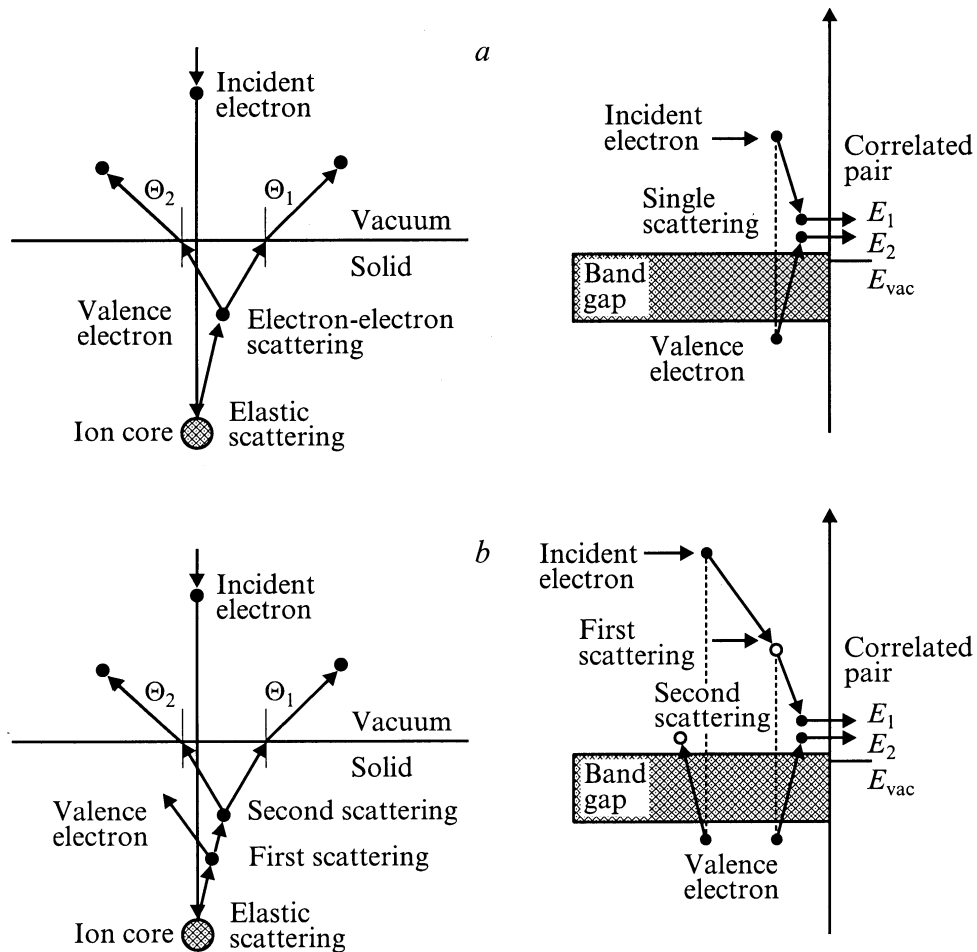 a
Incident
electron
Θ2
Θ1
Vacuum
Solid
Valence
electron
Electron-electron
scattering
Ion core
Elastic
scattering
Incident
electron
Correlated
pair
Single
scattering
E1
E2
Evac
Band
gap
Valence
electron
b
Incident
electron
Θ2
Θ1
Vacuum
Solid
Valence
electron
Second scattering
First scattering
Ion core
Elastic
scattering
Incident
electron
First
scattering
Correlated
pair
Second
scattering
E1
E2
Evac
Band
gap
Valence
electron